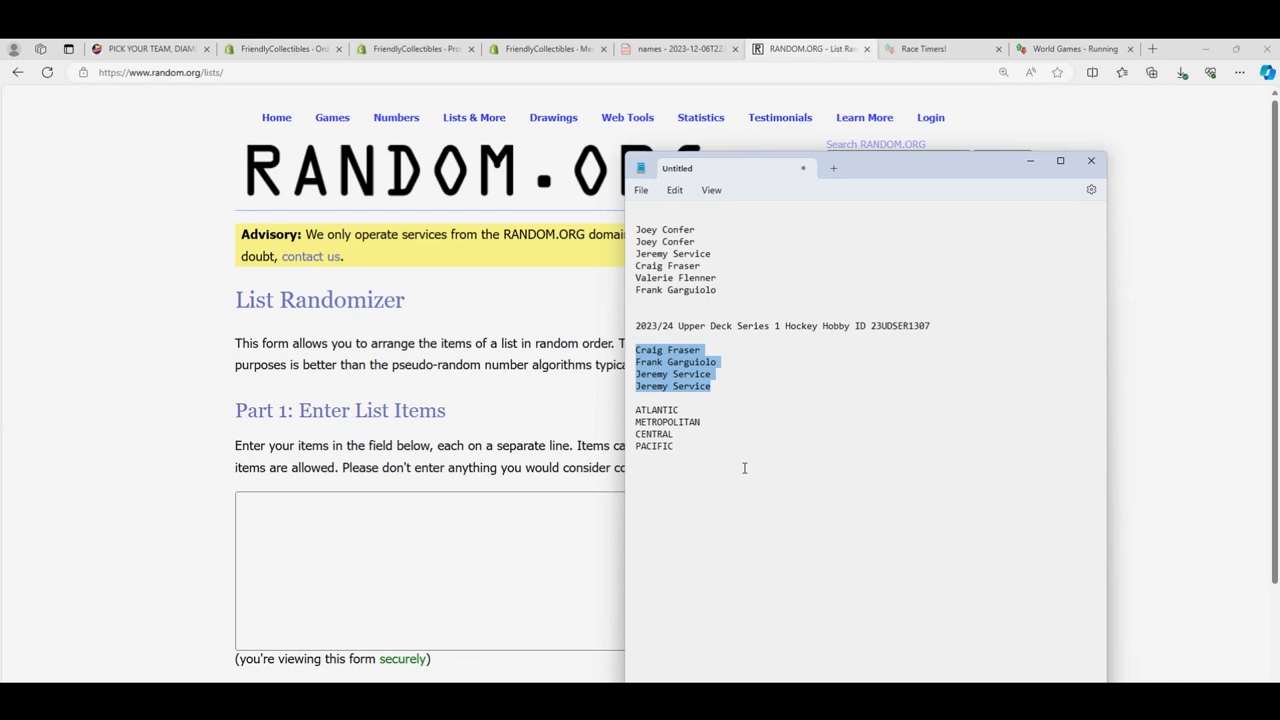 PICK YOUR TEAM, DIAM
FriendlyCollectibles - Ord
FriendlyCollectibles - Pro
FriendlyCollectibles - Me
names - 2023-12-06T223
RANDOM.ORG - List Ran
Race Timers!
World Games - Running
https://www.random.org/lists/
Home Games Numbers Lists & More Drawings Web Tools Statistics Testimonials Learn More Login
Search RANDOM.ORG
RANDOM.OR
Advisory: We only operate services from the RANDOM.ORG domai
doubt, contact us.
List Randomizer
This form allows you to arrange the items of a list in random order. T
purposes is better than the pseudo-random number algorithms typic
Part 1: Enter List Items
Enter your items in the field below, each on a separate line. Items ca
items are allowed. Please don't enter anything you would consider co
(you're viewing this form securely)
Untitled
File Edit View
Joey Confer
Joey Confer
Jeremy Service
Craig Fraser
Valerie Flenner
Frank Garguiolo
2023/24 Upper Deck Series 1 Hockey Hobby ID 23UDSER1307
Craig Fraser
Frank Garguiolo
Jeremy Service
Jeremy Service
ATLANTIC
METROPOLITAN
CENTRAL
PACIFIC